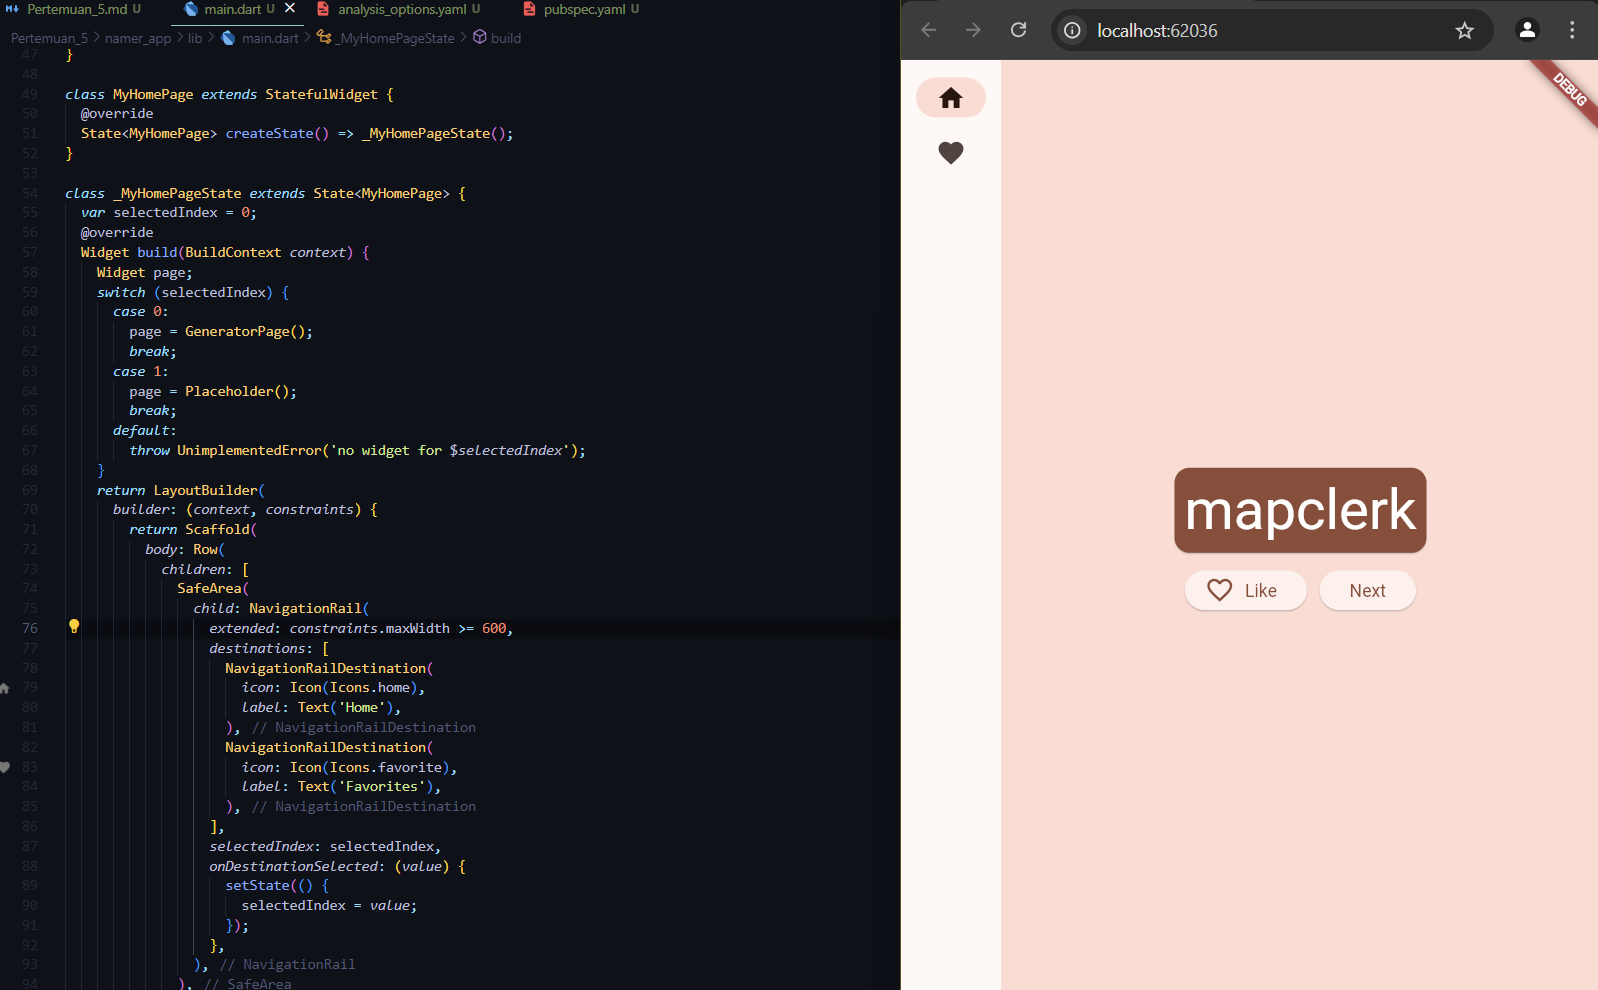 Pertemuan_5.md U
main.dart U
analysis_options.yaml U
pubspec.yaml U
Pertemuan_5 > namer_app > lib > main.dart > _MyHomePageState > build
47 }
48
49 class MyHomePage extends StatefulWidget {
50 @override
51 State<MyHomePage> createState() => _MyHomePageState();
52 }
53
54 class _MyHomePageState extends State<MyHomePage> {
55 var selectedIndex = 0;
56 @override
57 Widget build(BuildContext context) {
58 Widget page;
59 switch (selectedIndex) {
60 case 0:
61 page = GeneratorPage();
62 break;
63 case 1:
64 page = Placeholder();
65 break;
66 default:
67 throw UnimplementedError('no widget for $selectedIndex');
68 }
69 return LayoutBuilder(
70 builder: (context, constraints) {
71 return Scaffold(
72 body: Row(
73 children: [
74 SafeArea(
75 child: NavigationRail(
76 extended: constraints.maxWidth >= 600,
77 destinations: [
78 NavigationRailDestination(
79 icon: Icon(Icons.home),
80 label: Text('Home'),
81 ), // NavigationRailDestination
82 NavigationRailDestination(
83 icon: Icon(Icons.favorite),
84 label: Text('Favorites'),
85 ), // NavigationRailDestination
86 ],
87 selectedIndex: selectedIndex,
88 onDestinationSelected: (value) {
89 setState(() {
90 selectedIndex = value;
91 });
92 },
93 ), // NavigationRail
94 ), // SafeArea
localhost:62036
DEBUG
mapclerk
Like
Next